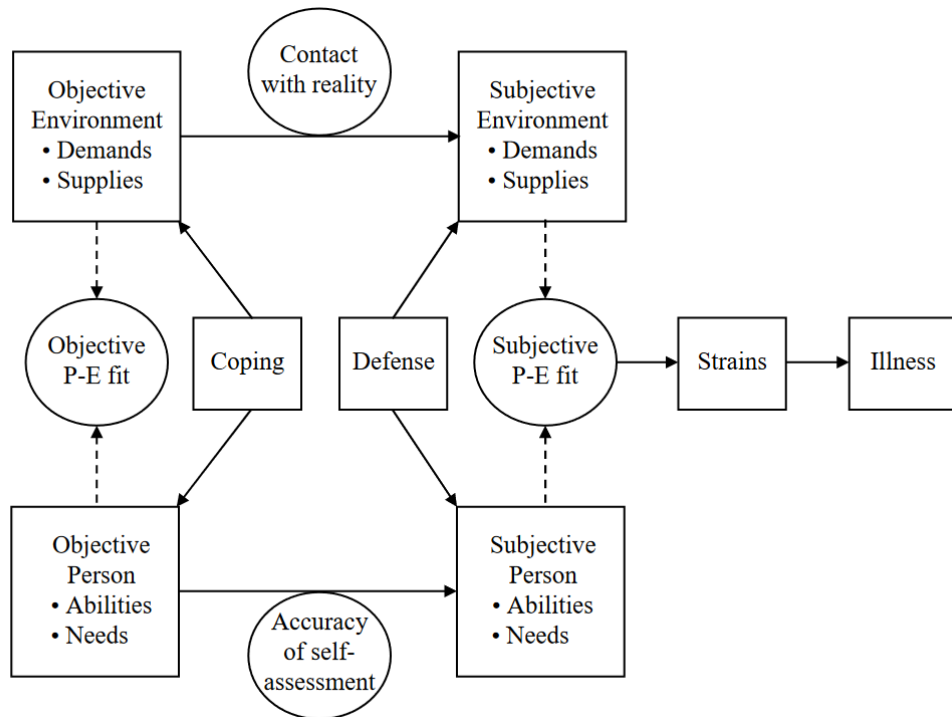 Contact
with reality
Objective
Environment
• Demands
• Supplies
Subjective
Environment
• Demands
• Supplies
Objective
P-E fit
Coping
Defense
Subjective
P-E fit
Strains
Illness
Objective
Person
• Abilities
• Needs
Subjective
Person
• Abilities
• Needs
Accuracy
of self-
assessment